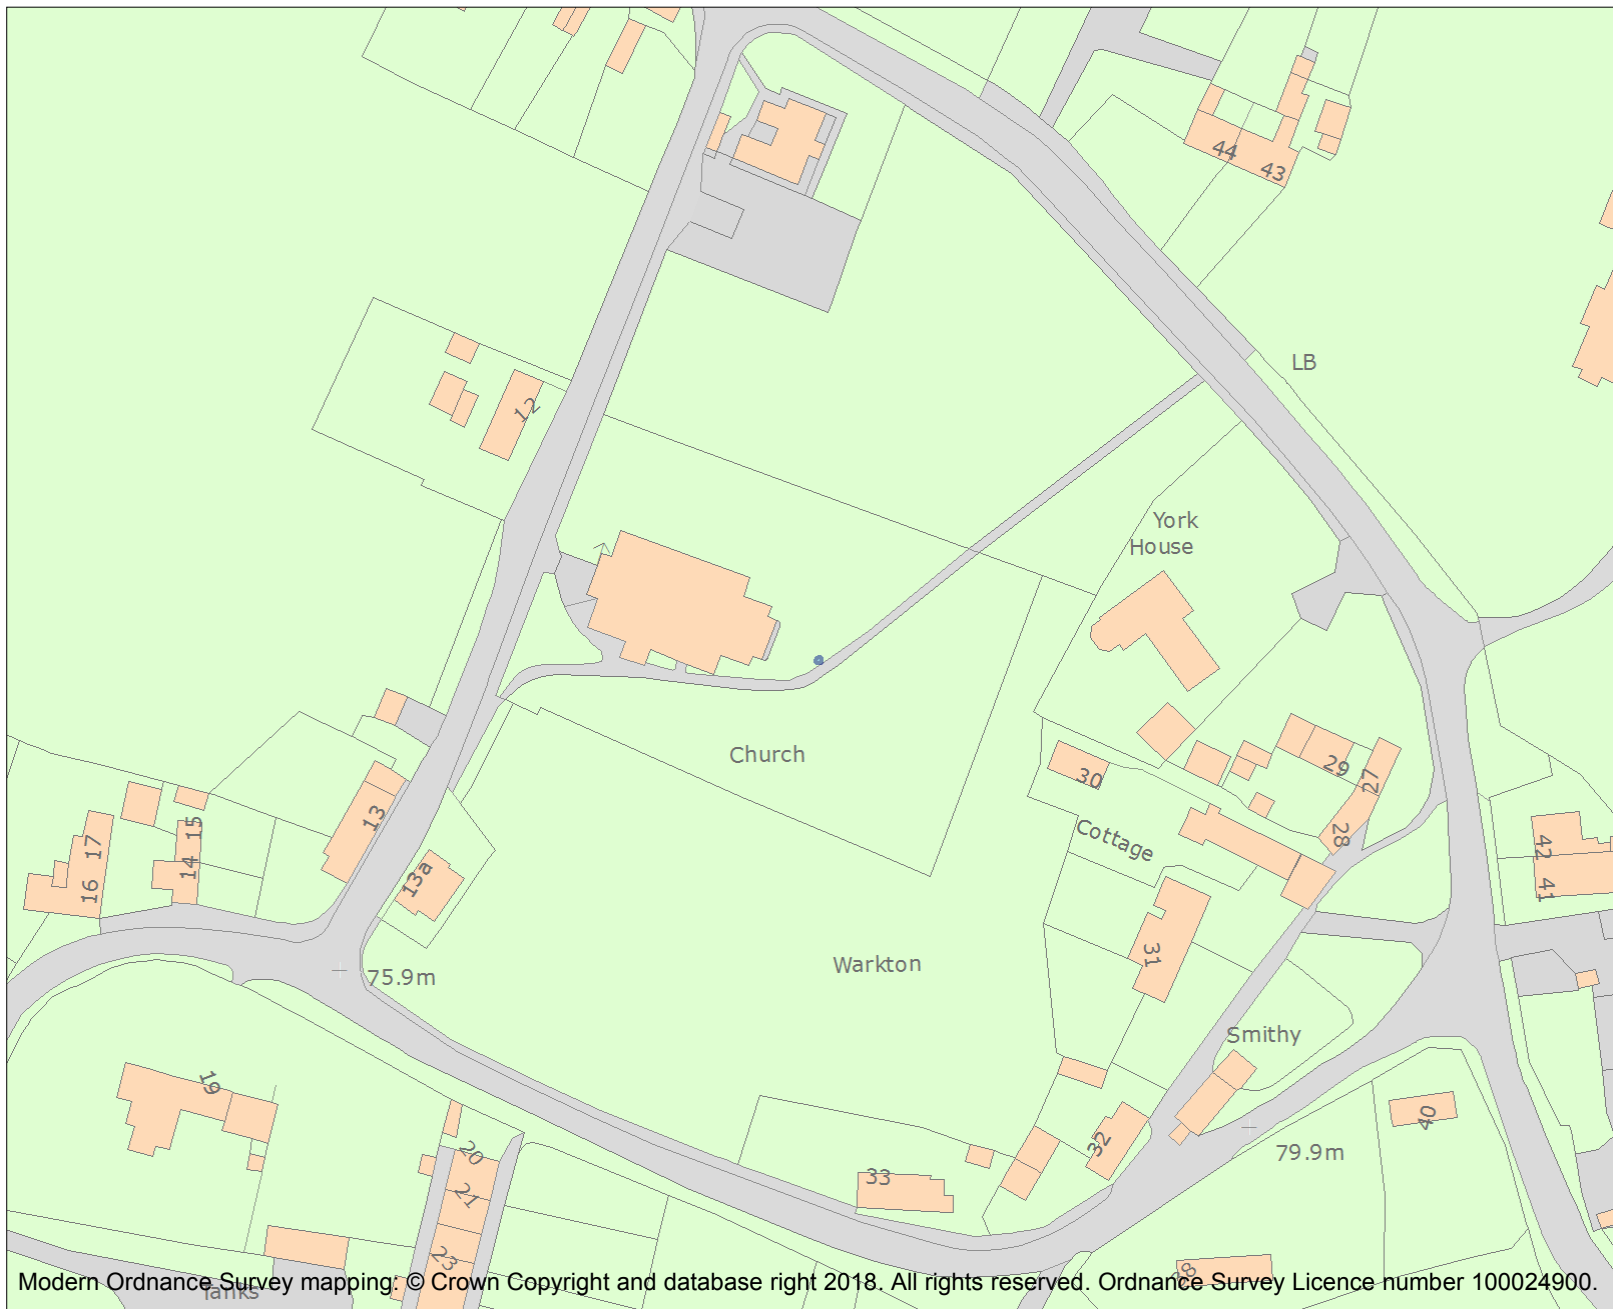 44
43
LB
12
York
House
Church
30
29
27
28
Cottage
13
15
17
14
16
13a
42
41
31
Warkton
75.9m
Smithy
19
40
32
79.9m
33
20
21
23
38
Tanks
Modern Ordnance Survey mapping: © Crown Copyright and database right 2018. All rights reserved. Ordnance Survey Licence number 100024900.